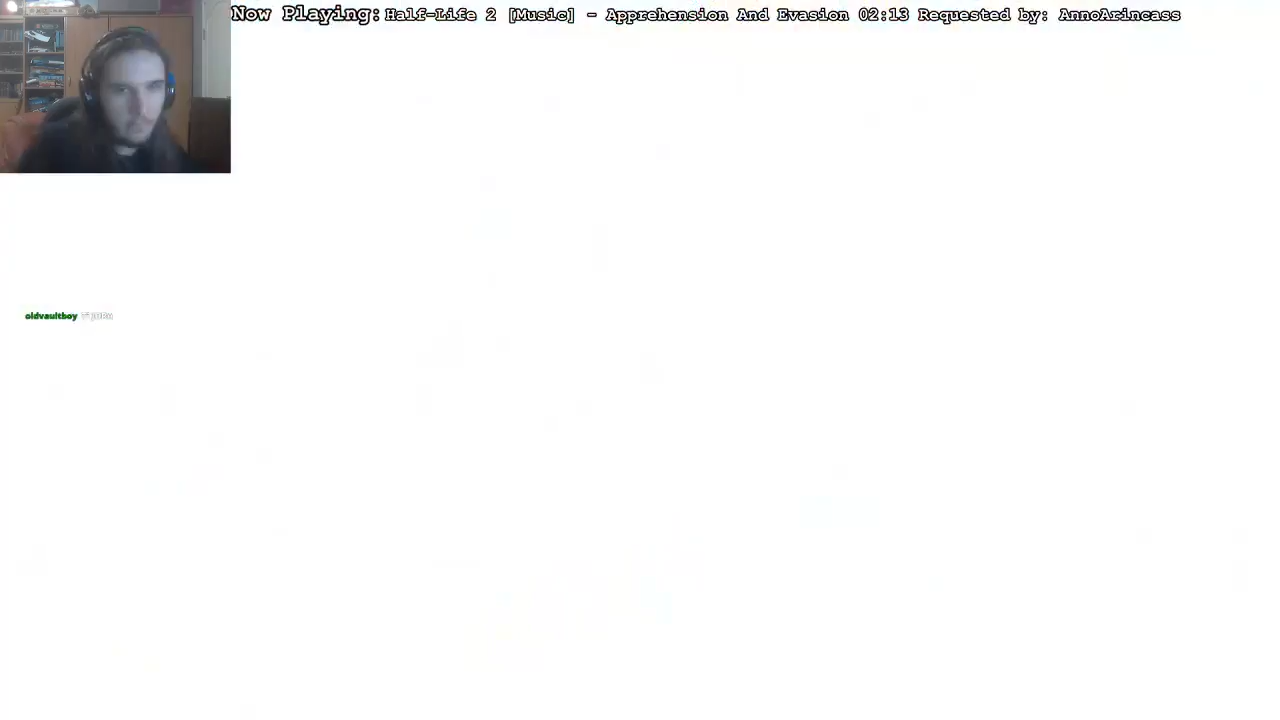 Now Playing: Half-Life 2 [Music] - Apprehension And Evasion 02:13 Requested by: AnnoArincass
oldvaultboy